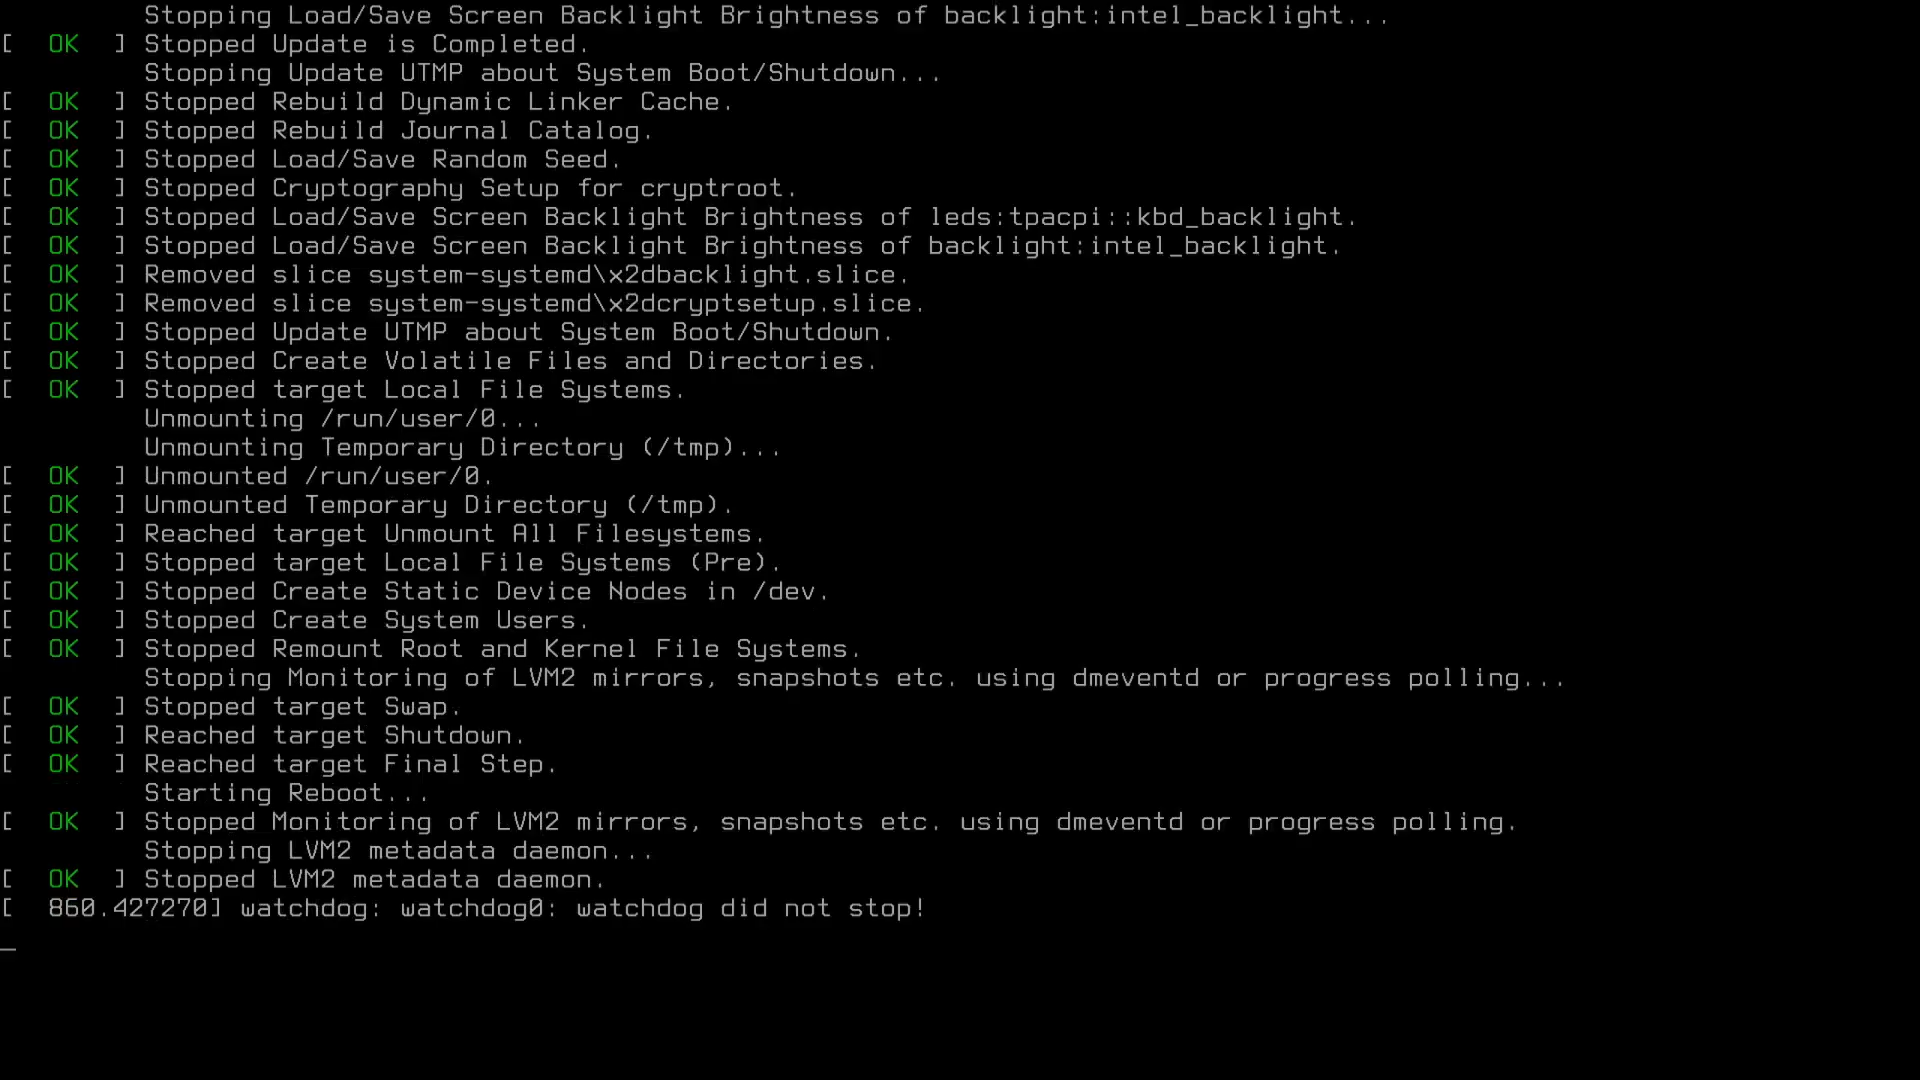 Stopping Load/Save Screen Backlight Brightness of backlight:intel_backlight...
[  OK  ] Stopped Update is Completed.
Stopping Update UTMP about System Boot/Shutdown...
[  OK  ] Stopped Rebuild Dynamic Linker Cache.
[  OK  ] Stopped Rebuild Journal Catalog.
[  OK  ] Stopped Load/Save Random Seed.
[  OK  ] Stopped Cryptography Setup for cryptroot.
[  OK  ] Stopped Load/Save Screen Backlight Brightness of leds:tpacpi::kbd_backlight.
[  OK  ] Stopped Load/Save Screen Backlight Brightness of backlight:intel_backlight.
[  OK  ] Removed slice system-systemd\x2dbacklight.slice.
[  OK  ] Removed slice system-systemd\x2dcryptsetup.slice.
[  OK  ] Stopped Update UTMP about System Boot/Shutdown.
[  OK  ] Stopped Create Volatile Files and Directories.
[  OK  ] Stopped target Local File Systems.
Unmounting /run/user/0...
Unmounting Temporary Directory (/tmp)...
[  OK  ] Unmounted /run/user/0.
[  OK  ] Unmounted Temporary Directory (/tmp).
[  OK  ] Reached target Unmount All Filesystems.
[  OK  ] Stopped target Local File Systems (Pre).
[  OK  ] Stopped Create Static Device Nodes in /dev.
[  OK  ] Stopped Create System Users.
[  OK  ] Stopped Remount Root and Kernel File Systems.
Stopping Monitoring of LVM2 mirrors, snapshots etc. using dmeventd or progress polling...
[  OK  ] Stopped target Swap.
[  OK  ] Reached target Shutdown.
[  OK  ] Reached target Final Step.
Starting Reboot...
[  OK  ] Stopped Monitoring of LVM2 mirrors, snapshots etc. using dmeventd or progress polling.
Stopping LVM2 metadata daemon...
[  OK  ] Stopped LVM2 metadata daemon.
[  860.427270] watchdog: watchdog0: watchdog did not stop!
_